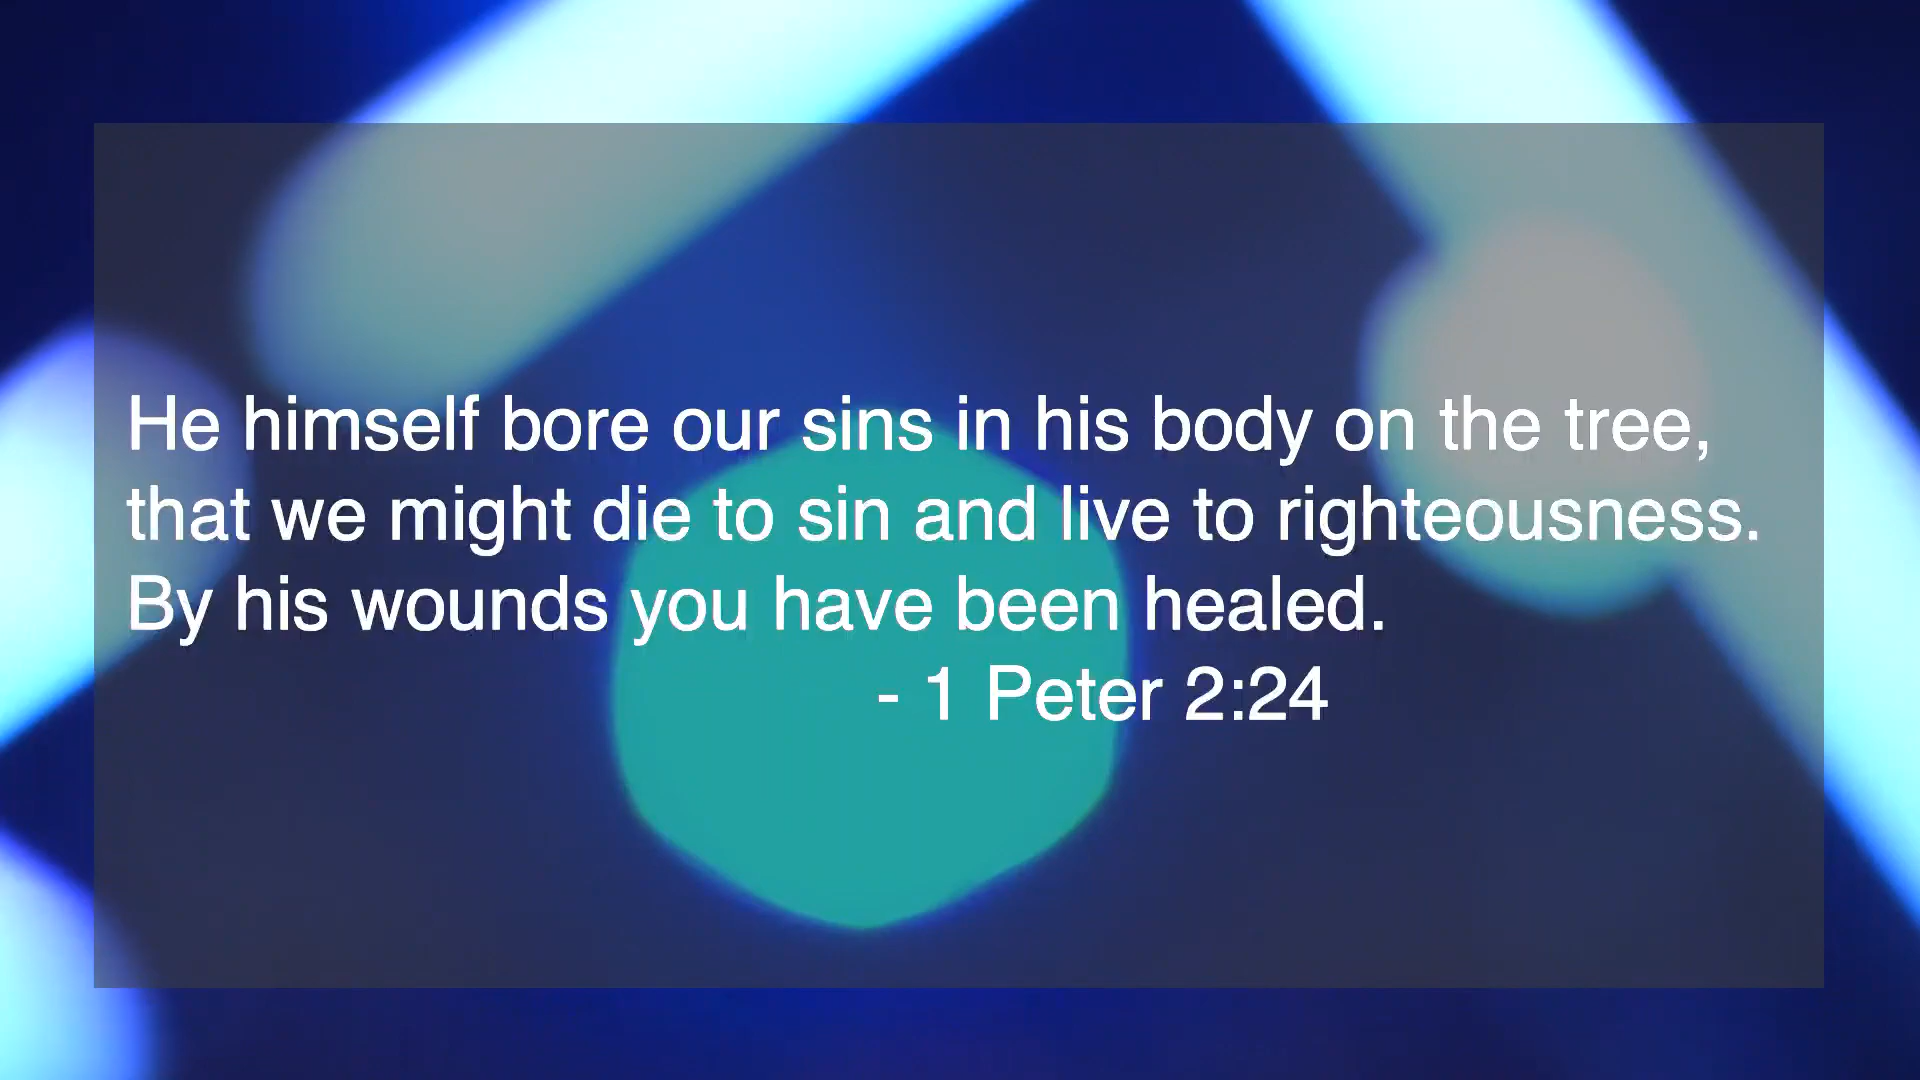 He himself bore our sins in his body on the tree,
that we might die to sin and live to righteousness.
By his wounds you have been healed.
- 1 Peter 2:24